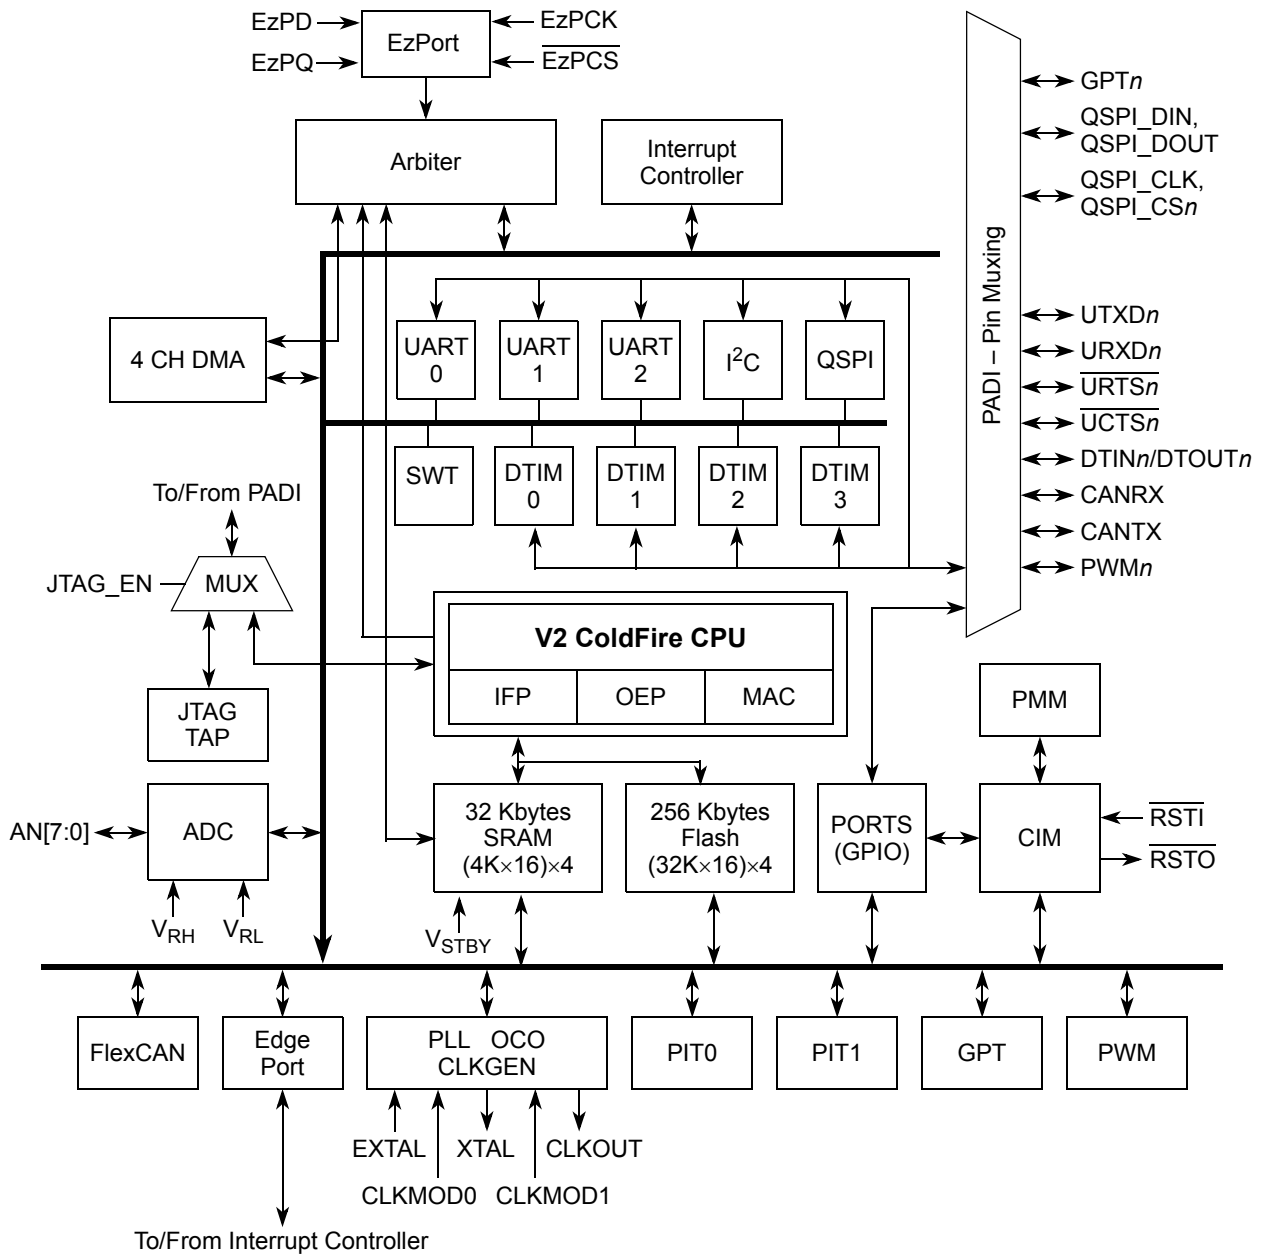 EzPD
EzPQ
EzPort
EzPCK
EzPCS
Arbiter
Interrupt
Controller
GPTn
QSPI_DIN,
QSPI_DOUT
QSPI_CLK,
QSPI_CSn
PADI – Pin Muxing
UTXDn
URXDn
URTSn
UCTSn
DTINn/DTOUTn
CANRX
CANTX
PWMn
4 CH DMA
UART
0
UART
1
UART
2
I²C
QSPI
SWT
DTIM
0
DTIM
1
DTIM
2
DTIM
3
To/From PADI
JTAG_EN
MUX
JTAG
TAP
V2 ColdFire CPU
IFP
OEP
MAC
PMM
AN[7:0]
ADC
VRH
VRL
32 Kbytes
SRAM
(4K×16)×4
VSTBY
256 Kbytes
Flash
(32K×16)×4
PORTS
(GPIO)
CIM
RSTI
RSTO
FlexCAN
Edge
Port
PLL OCO
CLKGEN
PIT0
PIT1
GPT
PWM
EXTAL
XTAL
CLKOUT
CLKMOD0
CLKMOD1
To/From Interrupt Controller